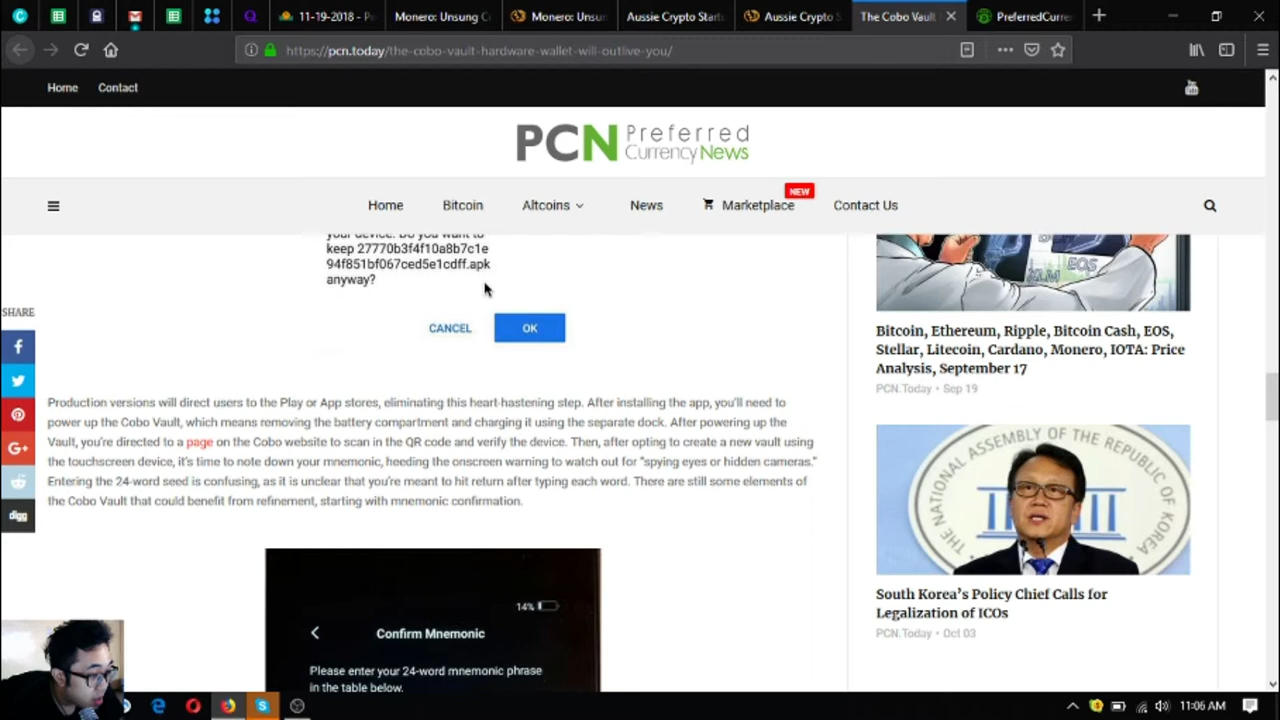 11-19-2018 - P
Monero: Unsung C
Monero: Unsun
Aussie Crypto Start
Aussie Crypto S
The Cobo Vault
PreferredCurre
https://pcn.today/the-cobo-vault-hardware-wallet-will-outlive-you/
Home
Contact
PCN Preferred
CurrencyNews
NEW
Home
Bitcoin
Altcoins
News
Marketplace
Contact Us
your device. Do you want to
keep 27770b3f4f10a8b7c1e
94f851bf067ced5e1cdff.apk
anyway?
CANCEL
OK
SHARE
Production versions will direct users to the Play or App stores, eliminating this heart-hastening step. After installing the app, you'll need to
power up the Cobo Vault, which means removing the battery compartment and charging it using the separate dock. After powering up the
Vault, you're directed to a page on the Cobo website to scan in the QR code and verify the device. Then, after opting to create a new vault using
the touchscreen device, it's time to note down your mnemonic, heeding the onscreen warning to watch out for "spying eyes or hidden cameras."
Entering the 24-word seed is confusing, as it is unclear that you're meant to hit return after typing each word. There are still some elements of
the Cobo Vault that could benefit from refinement, starting with mnemonic confirmation.
digg
14%
Confirm Mnemonic
Please enter your 24-word mnemonic phrase
in the table below.
EOS
XLM
Bitcoin, Ethereum, Ripple, Bitcoin Cash, EOS,
Stellar, Litecoin, Cardano, Monero, IOTA: Price
Analysis, September 17
PCN.Today • Sep 19
NATIONAL ASSEMBLY OF THE REPUBLIC OF KOREA
South Korea's Policy Chief Calls for
Legalization of ICOs
PCN.Today • Oct 03
11:06 AM